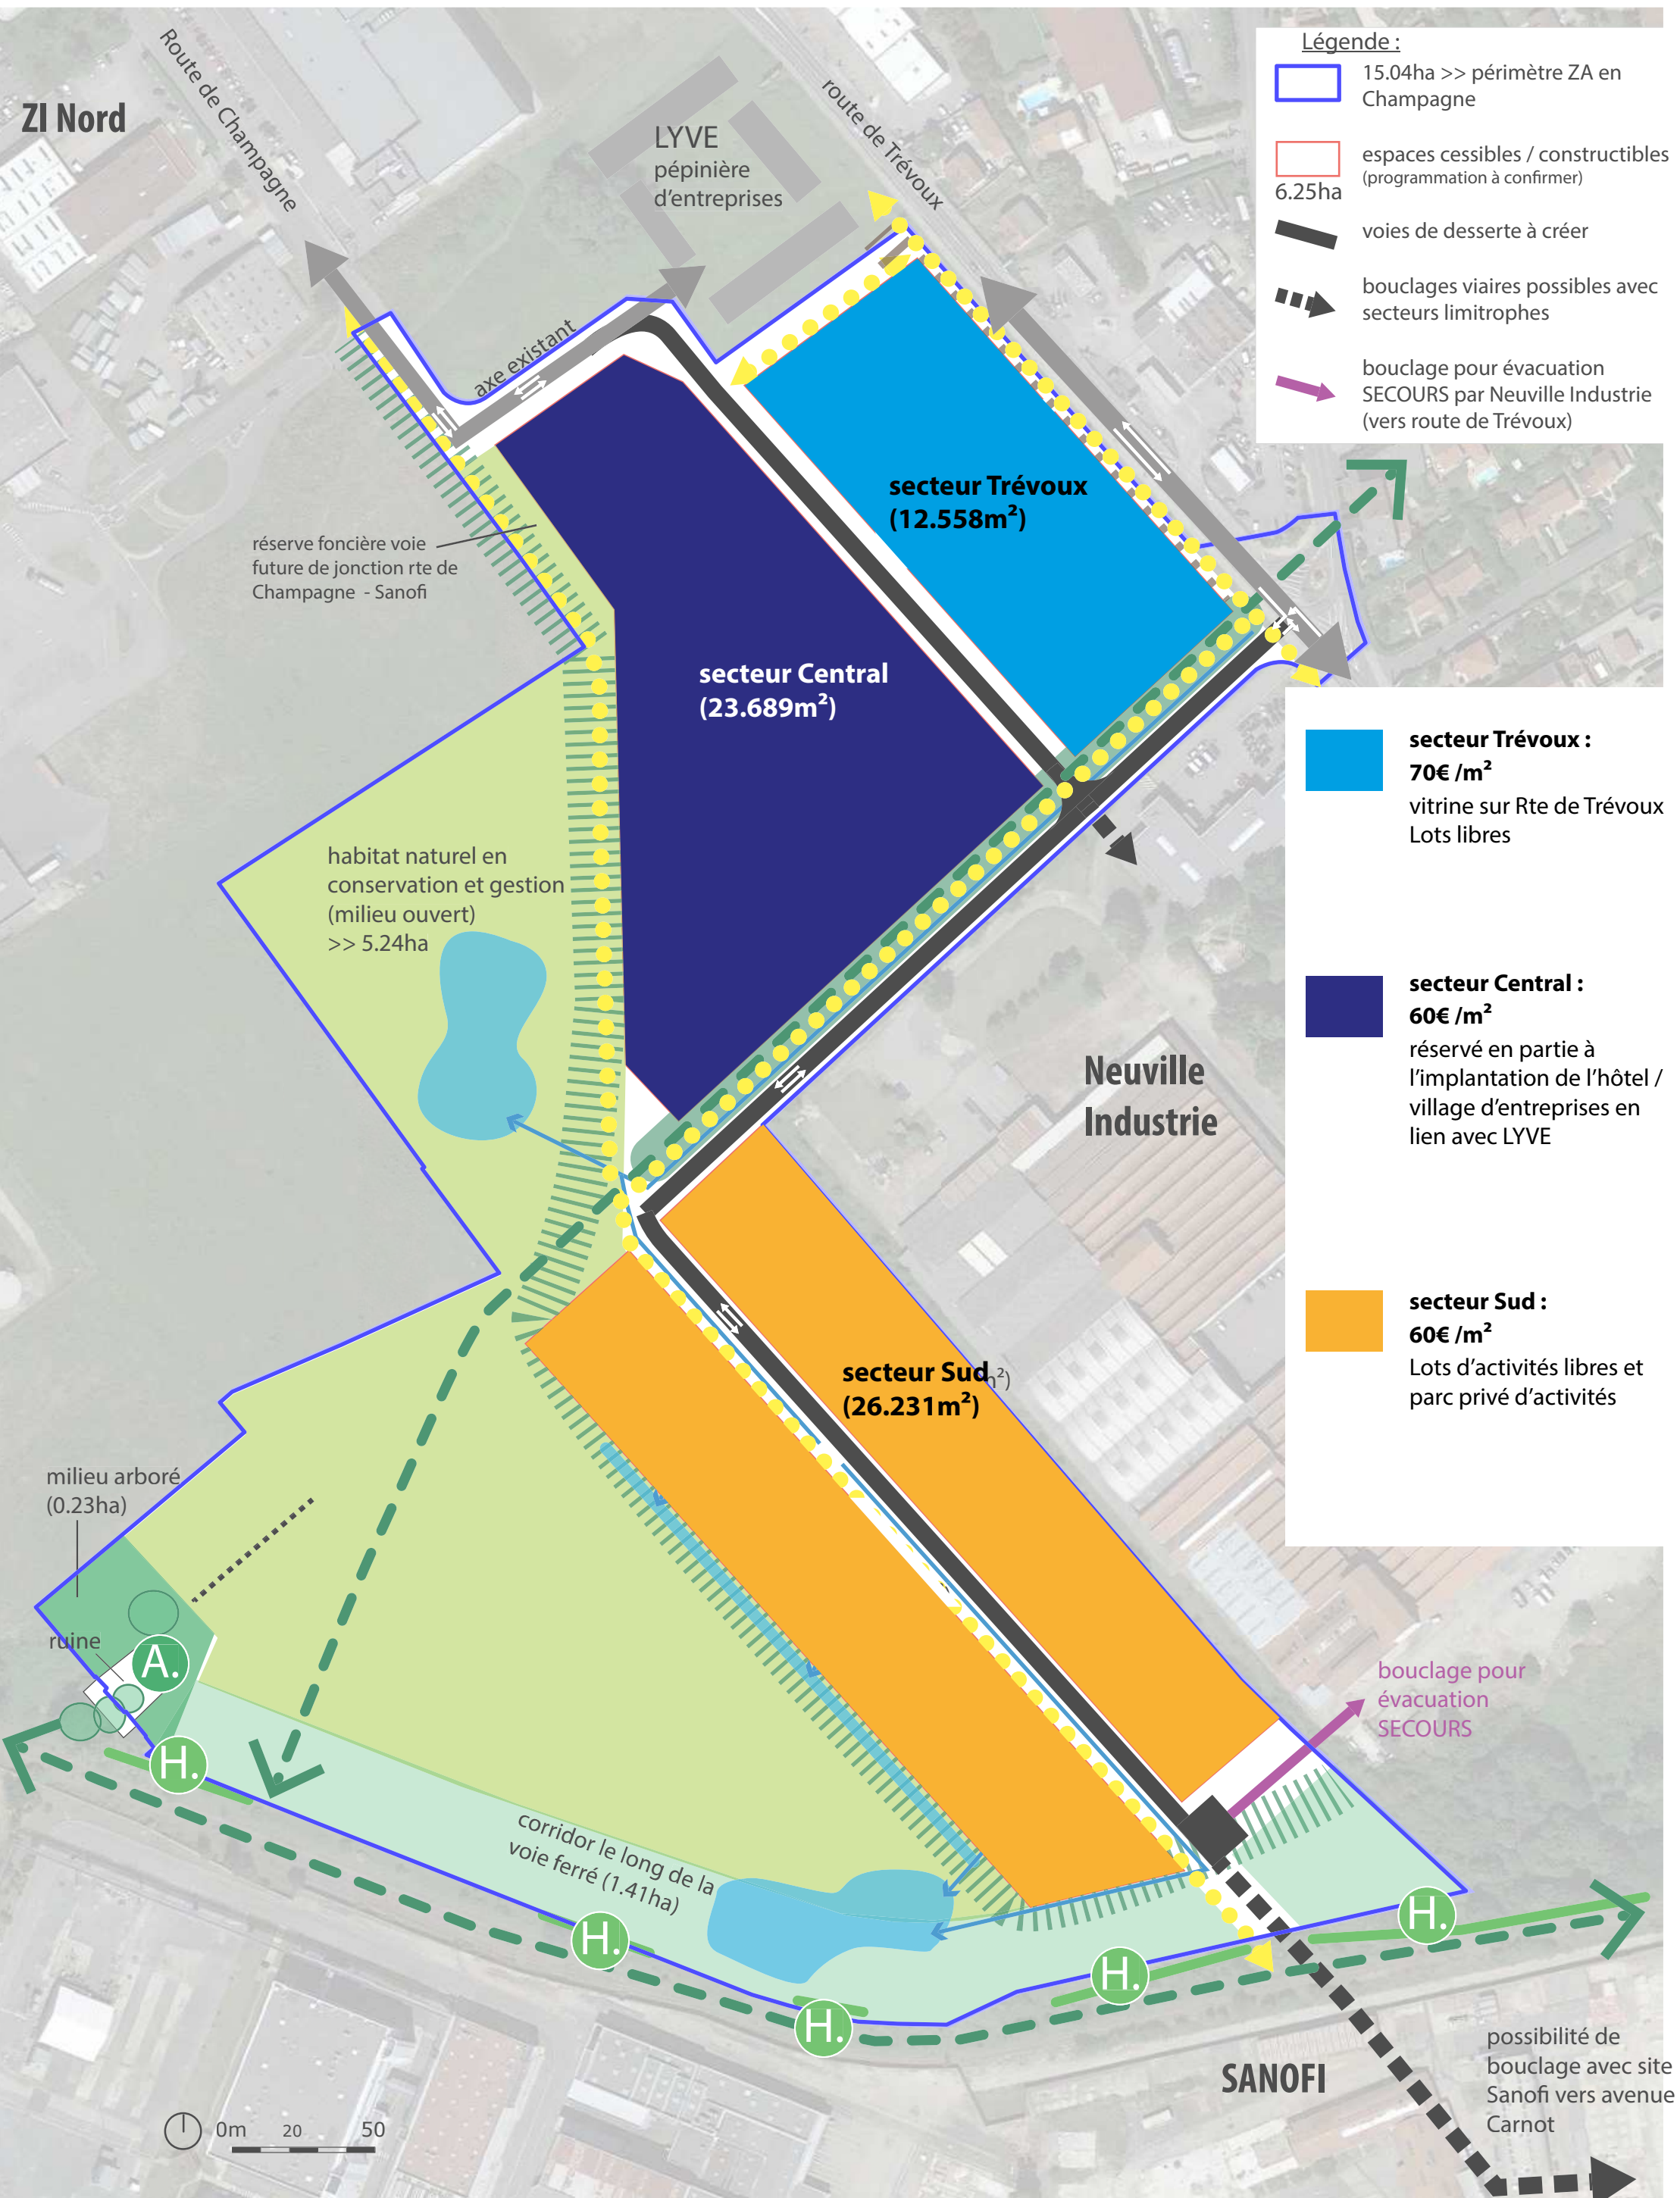 ZI Nord
Route de Champagne
LYVE
pépinière
d'entreprises
route de Trévoux
axe existant
Légende :
15.04ha >> périmètre ZA en
Champagne
espaces cessibles / constructibles
(programmation à confirmer)
6.25ha
voies de desserte à créer
bouclages viaires possibles avec
secteurs limitrophes
bouclage pour évacuation
SECOURS par Neuville Industrie
(vers route de Trévoux)
secteur Trévoux
(12.558m²)
réserve foncière voie
future de jonction rte de
Champagne - Sanofi
secteur Central
(23.689m²)
habitat naturel en
conservation et gestion
(milieu ouvert)
>> 5.24ha
secteur Trévoux :
70€ /m²
vitrine sur Rte de Trévoux
Lots libres
secteur Central :
60€ /m²
réservé en partie à
l'implantation de l'hôtel /
village d'entreprises en
lien avec LYVE
secteur Sud :
60€ /m²
Lots d'activités libres et
parc privé d'activités
Neuville
Industrie
secteur Sud
(26.231m²)
milieu arboré
(0.23ha)
ruine
A.
H.
corridor le long de la
voie ferré (1.41ha)
H.
H.
H.
H.
bouclage pour
évacuation
SECOURS
SANOFI
possibilité de
bouclage avec site
Sanofi vers avenue
Carnot
0m 20 50